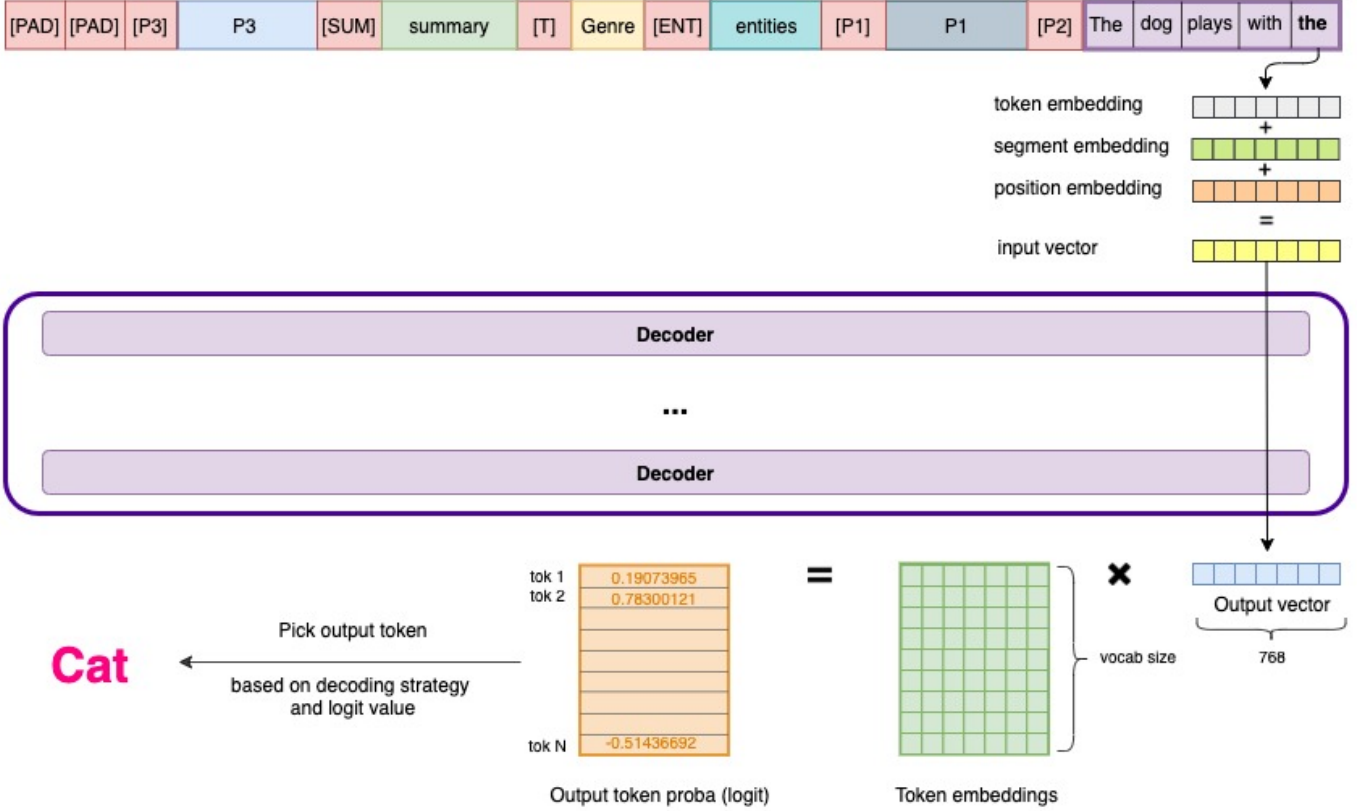 [PAD] [PAD] [P3] P3 [SUM] summary [T] Genre [ENT] entities [P1] P1 [P2] The dog plays with the
token embedding
+
segment embedding
+
position embedding
=
input vector
Decoder
...
Decoder
tok 1 0.19073965
tok 2 0.78300121
= ×
Output vector
Pick output token
Cat
vocab size 768
based on decoding strategy
and logit value
tok N -0.51436692
Output token proba (logit) Token embeddings